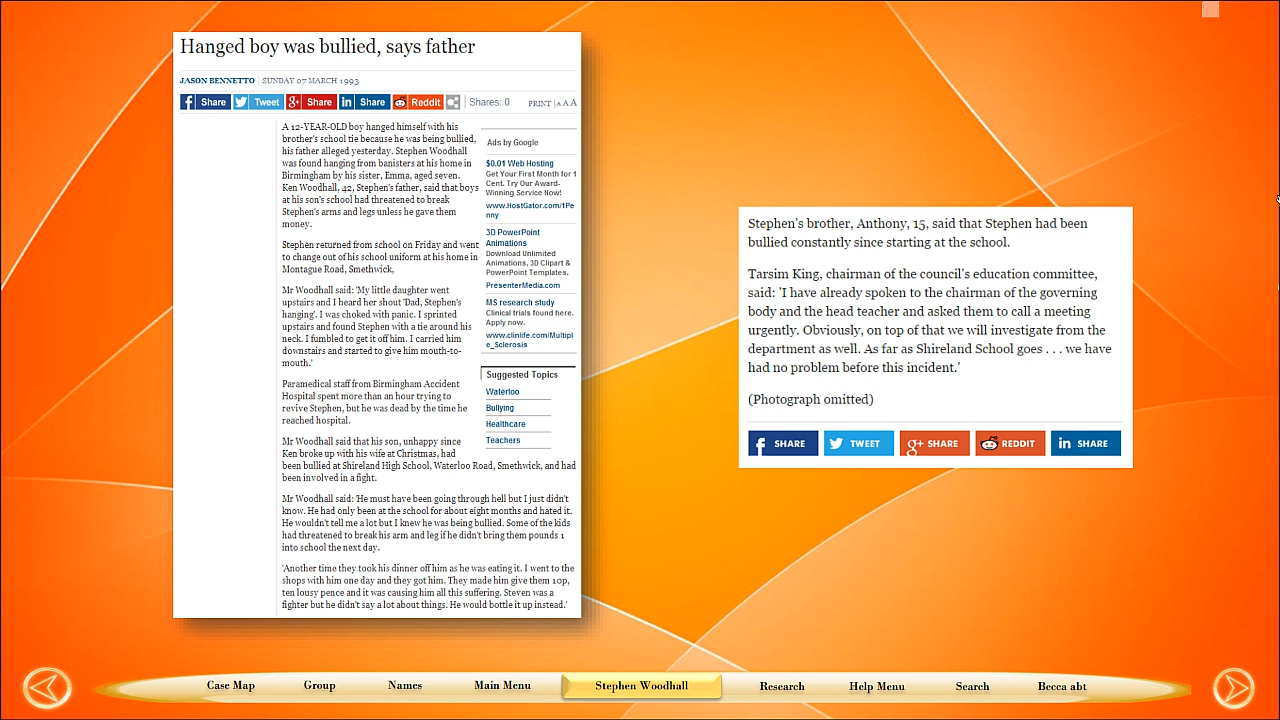 Hanged boy was bullied, says father
JASON BENNETTO | SUNDAY 07 MARCH 1993
Share Tweet Share Share Reddit Shares: 0 PRINT | A A A
A 12-YEAR-OLD boy hanged himself with his
brother's school tie because he was being bullied,
his father alleged yesterday. Stephen Woodhall
was found hanging from banisters at his home in
Birmingham by his sister, Emma, aged seven.
Ken Woodhall, 42, Stephen's father, said that boys
at his son's school had threatened to break
Stephen's arms and legs unless he gave them
money.
Stephen returned from school on Friday and went
to change out of his school uniform at his home in
Montague Road, Smethwick,
Mr Woodhall said: 'My little daughter went
upstairs and I heard her shout 'Dad, Stephen's
hanging'. I was choked with panic. I sprinted
upstairs and found Stephen with a tie around his
neck. I fumbled to get it off him. I carried him
downstairs and started to give him mouth-to-
mouth.'
Paramedical staff from Birmingham Accident
Hospital spent more than an hour trying to
revive Stephen, but he was dead by the time he
reached hospital.
Mr Woodhall said that his son, unhappy since
Ken broke up with his wife at Christmas, had
been bullied at Shireland High School, Waterloo Road, Smethwick, and had
been involved in a fight.
Mr Woodhall said: 'He must have been going through hell but I just didn't
know. He had only been at the school for about eight months and hated it.
He wouldn't tell me a lot but I knew he was being bullied. Some of the kids
had threatened to break his arm and leg if he didn't bring them pounds 1
into school the next day.
'Another time they took his dinner off him as he was eating it. I went to the
shops with him one day and they got him. They made him give them 10p,
ten lousy pence and it was causing him all this suffering. Steven was a
fighter but he didn't say a lot about things. He would bottle it up instead.'
Ads by Google
$0.01 Web Hosting
Get Your First Month for 1
Cent. Try Our Award-
Winning Service Now!
www.HostGator.com/1Pe
nny
3D PowerPoint
Animations
Download Unlimited
Animations, 3D Clipart &
PowerPoint Templates.
PresenterMedia.com
MS research study
Clinical trials found here.
Apply now.
www.clinlife.com/Multipl
e_Sclerosis
Suggested Topics
Waterloo
Bullying
Healthcare
Teachers
Stephen's brother, Anthony, 15, said that Stephen had been
bullied constantly since starting at the school.
Tarsim King, chairman of the council's education committee,
said: 'I have already spoken to the chairman of the governing
body and the head teacher and asked them to call a meeting
urgently. Obviously, on top of that we will investigate from the
department as well. As far as Shireland School goes . . . we have
had no problem before this incident.'
(Photograph omitted)
SHARE TWEET SHARE REDDIT SHARE
Case Map Group Names Main Menu Stephen Woodhall Research Help Menu Search Becca abt